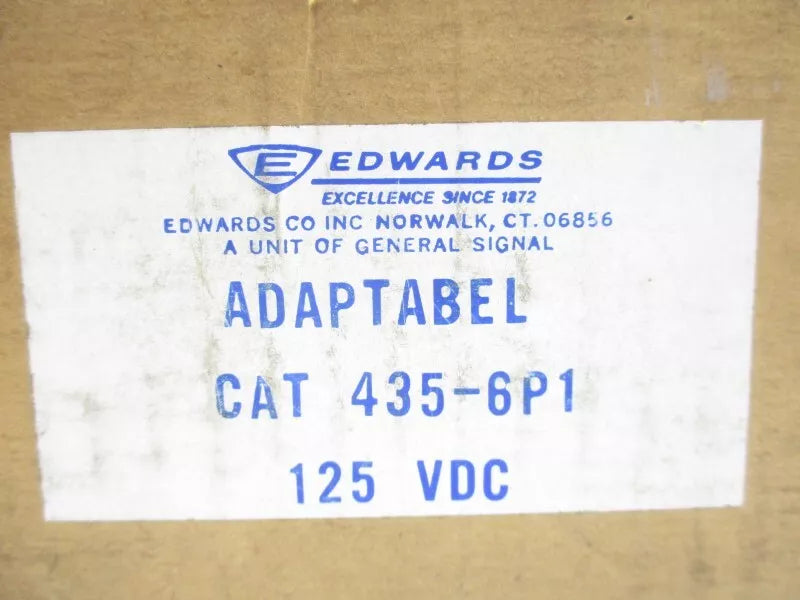 E EDWARDS
EXCELLENCE SINCE 1872
EDWARDS CO INC NORWALK, CT. 06856
A UNIT OF GENERAL SIGNAL
ADAPTABEL
CAT 435-6P1
125 VDC